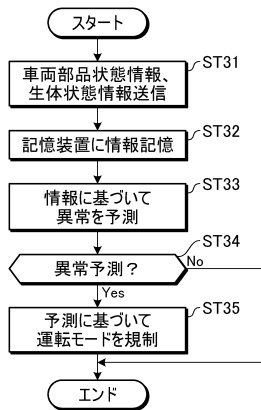 スタート
車両部品状態情報、
生体状態情報送信
ST31
記憶装置に情報記憶
ST32
情報に基づいて
異常を予測
ST33
異常予測?
ST34
No
Yes
予測に基づいて
運転モードを規制
ST35
エンド